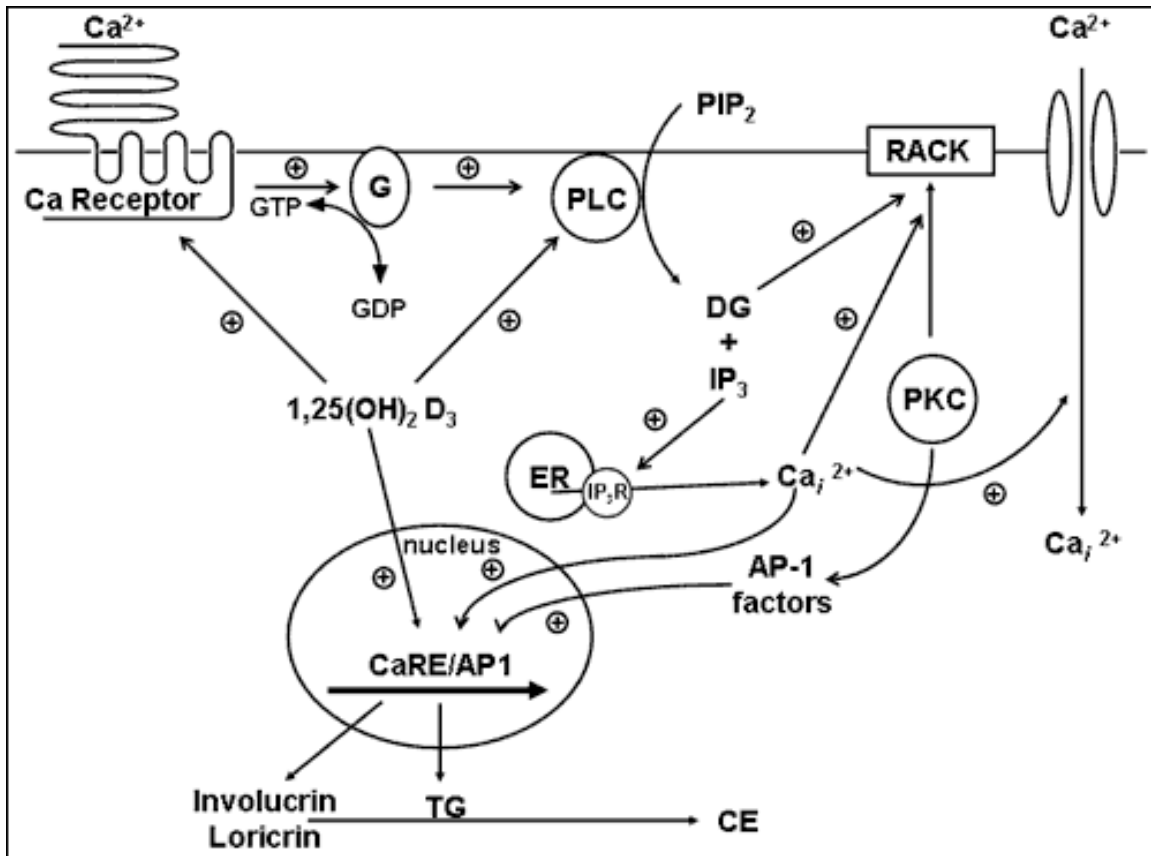 Ca²⁺
Ca²⁺
PIP₂
RACK
⊕
⊕
G
PLC
Ca Receptor
GTP
⊕
GDP
DG
⊕
⊕
+
⊕
IP₃
PKC
1,25(OH)₂ D₃
⊕
ER
IP₃R
Caᵢ ²⁺
⊕
nucleus
Caᵢ ²⁺
⊕
⊕
AP-1
factors
⊕
CaRE/AP1
Involucrin
TG
Loricrin
CE